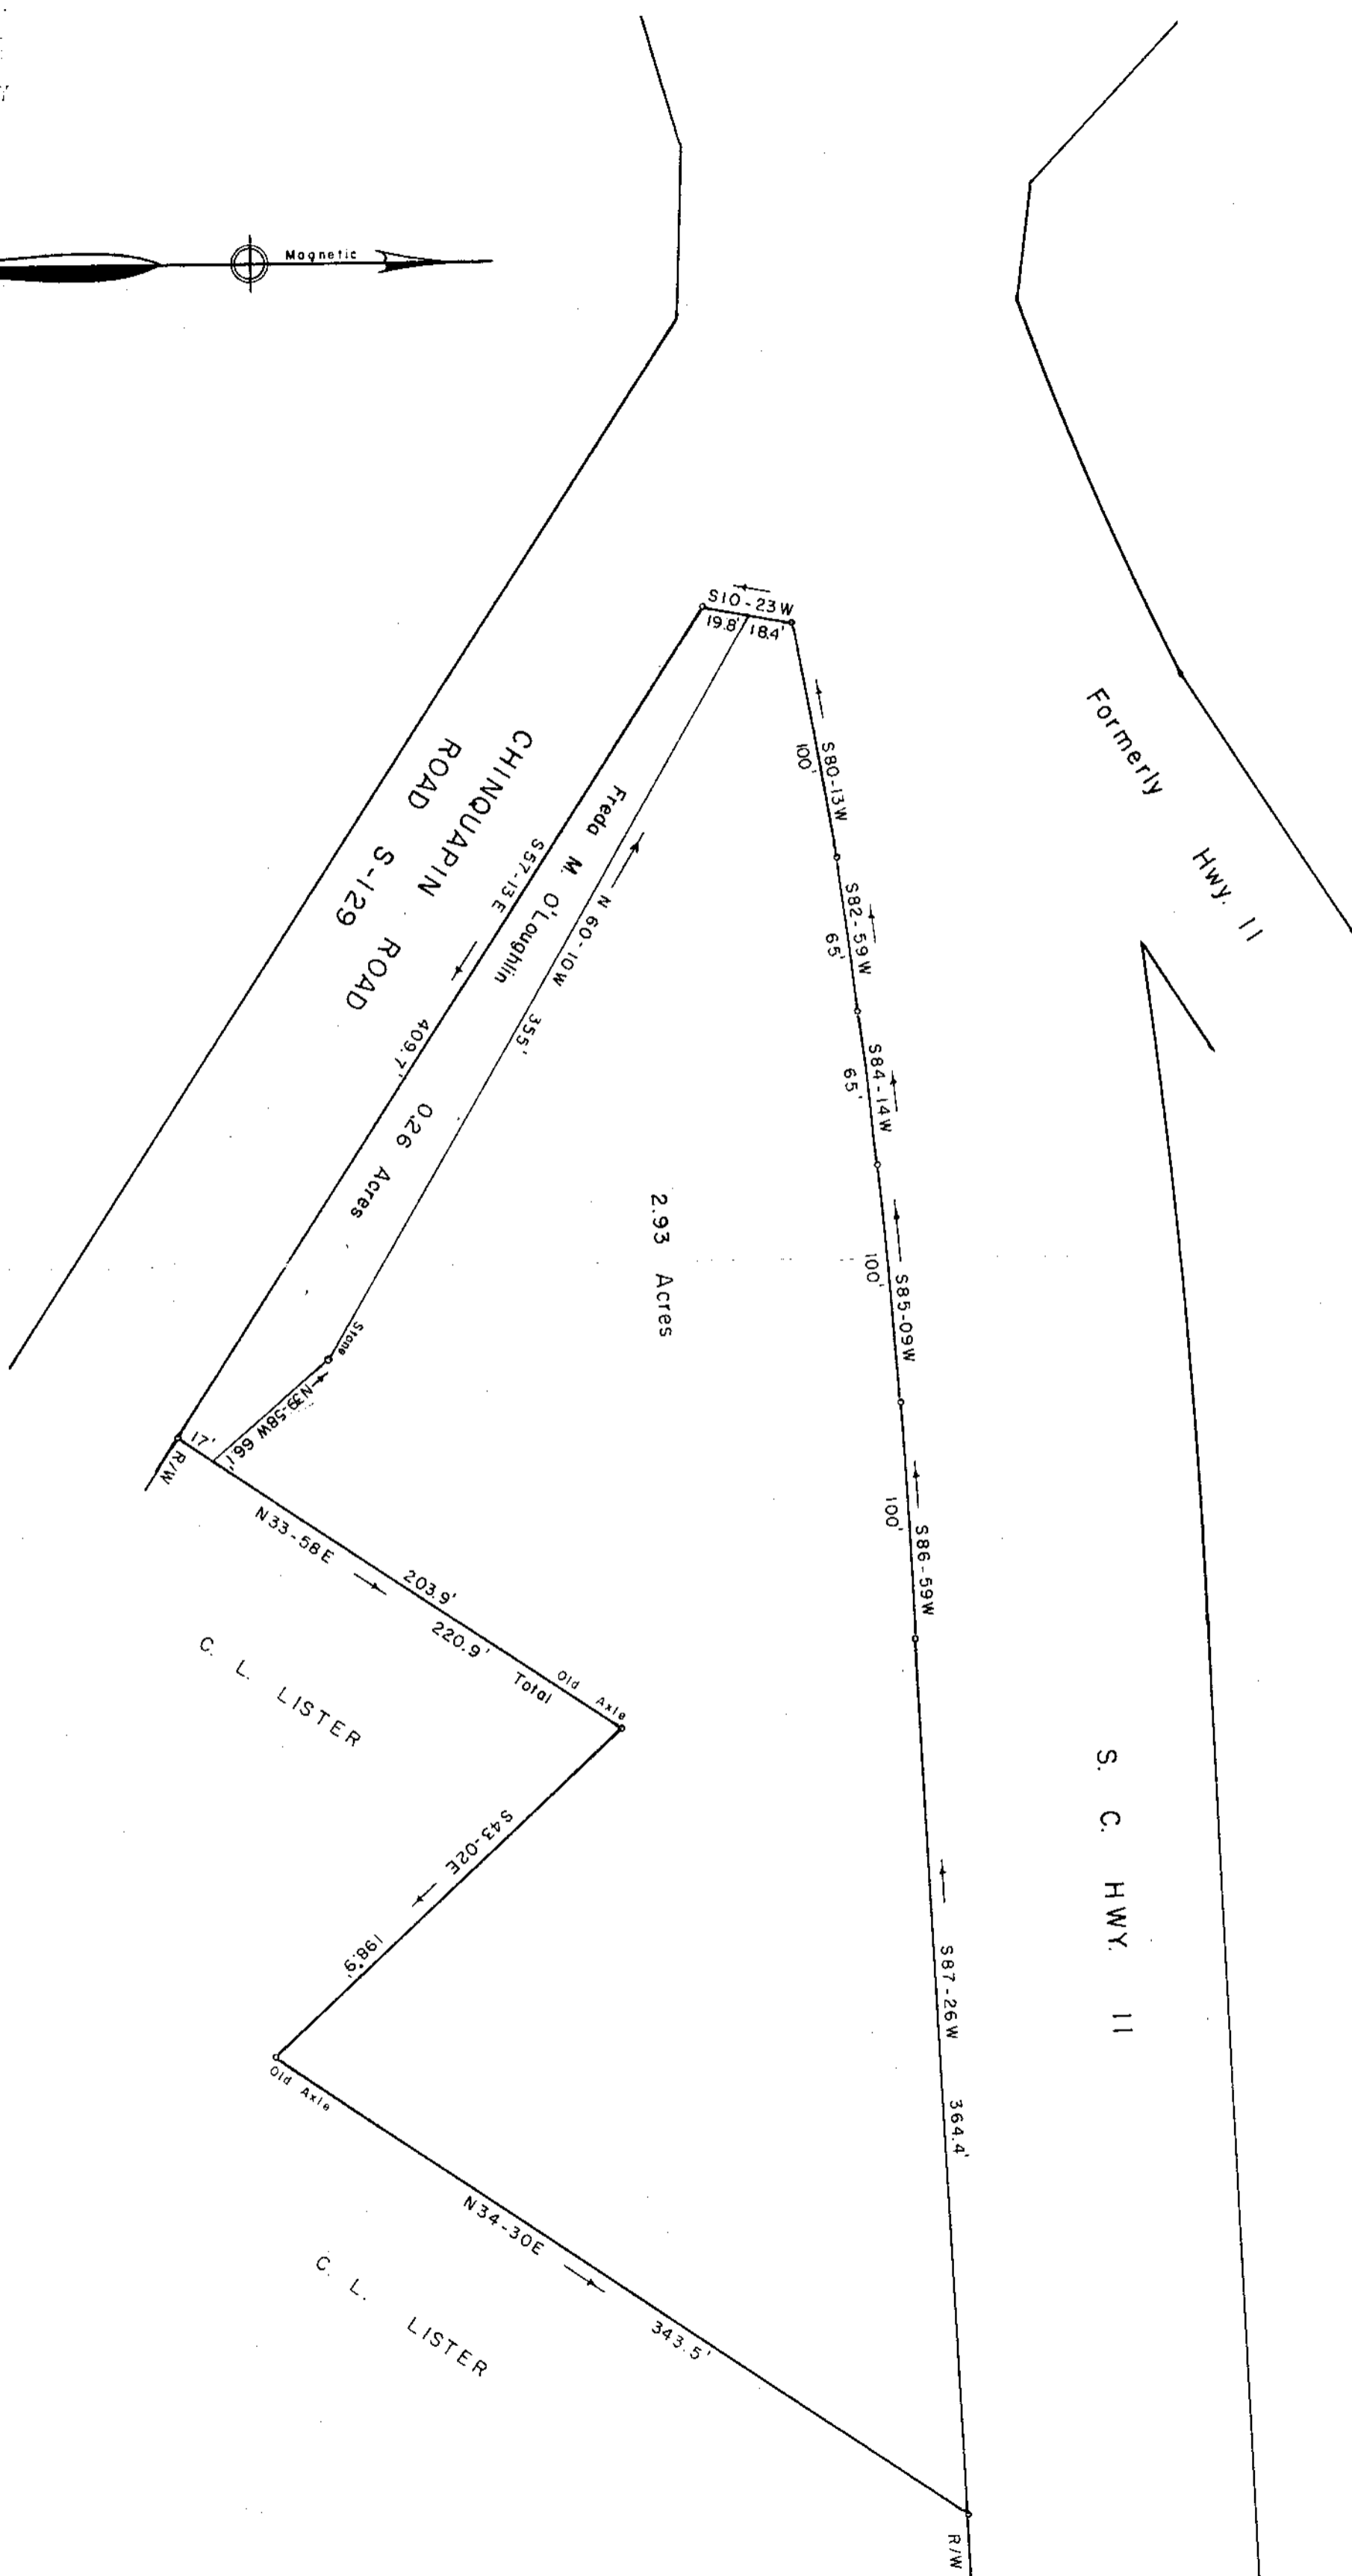 Magnetic
S10-23W
19.8' 18.4'
S80-13W
100'
S82-59W
65'
S84-14W
65'
S85-09W
100'
S86-59W
100'
S87-26W 364.4'
Formerly Hwy. 11
S. C. HWY. 11
CHINQUAPIN ROAD
ROAD S-129
Freda M. O'Loughlin
S57-13E 409.7'
N 60-10W 355'
0.26 Acres
2.93 Acres
Stone
N39-58W 66.1'
17'
R/W
N33-58E 203.9'
220.9' Total
Old Axle
C. L. LISTER
S43-02E 198.9'
Old Axle
N34-30E 343.5'
C. L. LISTER
R/W